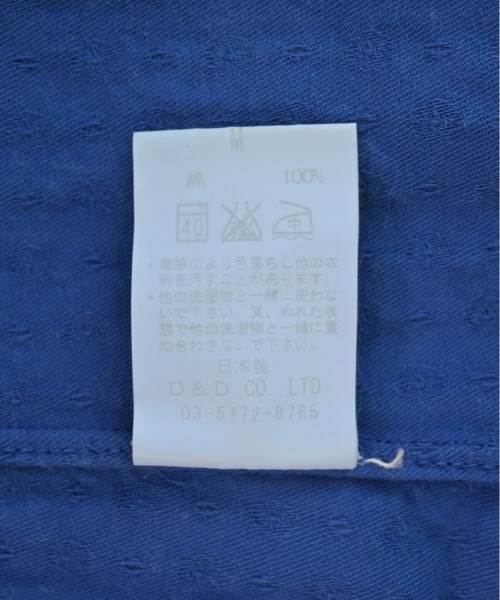 M
綿 100%
40 中
*摩擦により色落ちし他の衣
料を汚すことがあります。
*他の洗濯物と一緒に洗わな
いで下さい。又、ぬれた状
態で他の洗濯物と一緒に重
ね合わさないで下さい。
日本製
D & D CO.,LTD
03-5772-8765